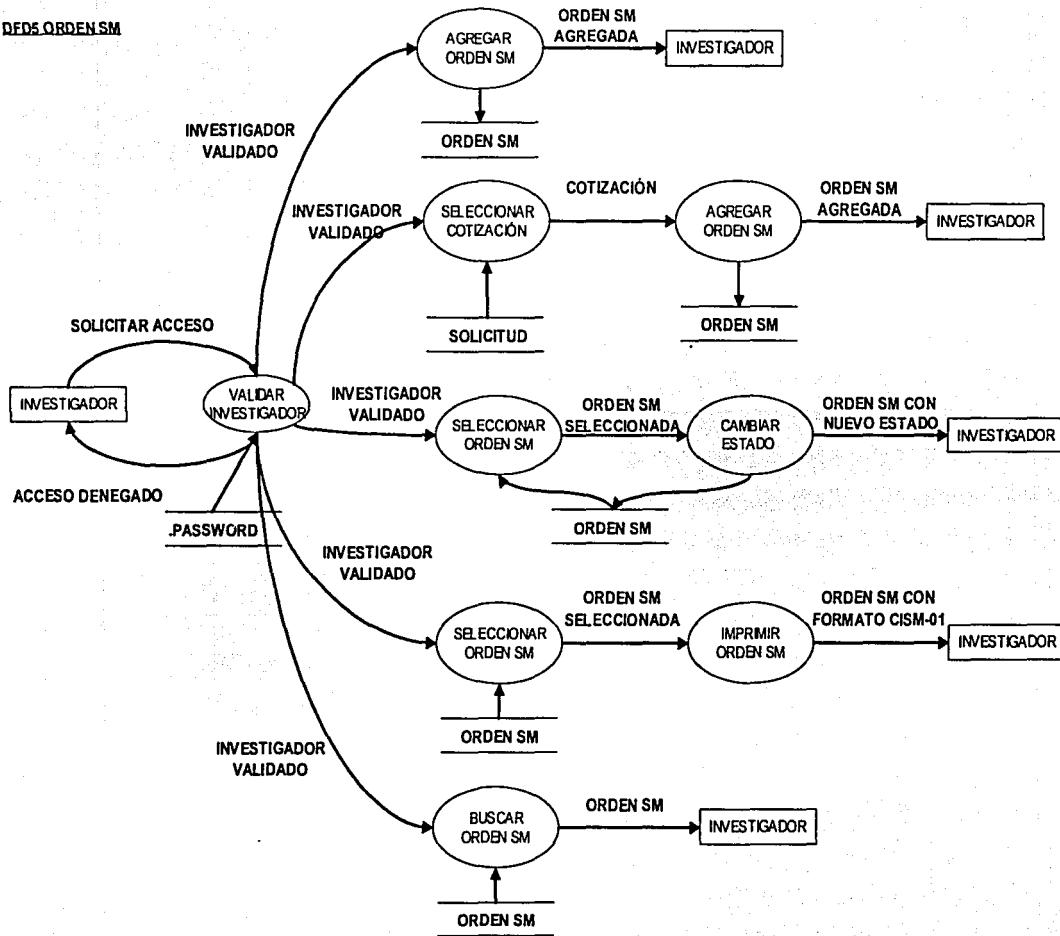 DFD5 ORDEN SM
AGREGAR
ORDEN SM
ORDEN SM
AGREGADA
INVESTIGADOR
ORDEN SM
INVESTIGADOR
VALIDADO
INVESTIGADOR
VALIDADO
SELECCIONAR
COTIZACIÓN
COTIZACIÓN
AGREGAR
ORDEN SM
ORDEN SM
AGREGADA
INVESTIGADOR
SOLICITUD
ORDEN SM
SOLICITAR ACCESO
INVESTIGADOR
VALIDAR
INVESTIGADOR
ACCESO DENEGADO
.PASSWORD
INVESTIGADOR
VALIDADO
SELECCIONAR
ORDEN SM
ORDEN SM
SELECCIONADA
CAMBIAR
ESTADO
ORDEN SM CON
NUEVO ESTADO
INVESTIGADOR
ORDEN SM
INVESTIGADOR
VALIDADO
SELECCIONAR
ORDEN SM
ORDEN SM
SELECCIONADA
IMPRIMIR
ORDEN SM
ORDEN SM CON
FORMATO CISM-01
INVESTIGADOR
ORDEN SM
INVESTIGADOR
VALIDADO
BUSCAR
ORDEN SM
ORDEN SM
INVESTIGADOR
ORDEN SM